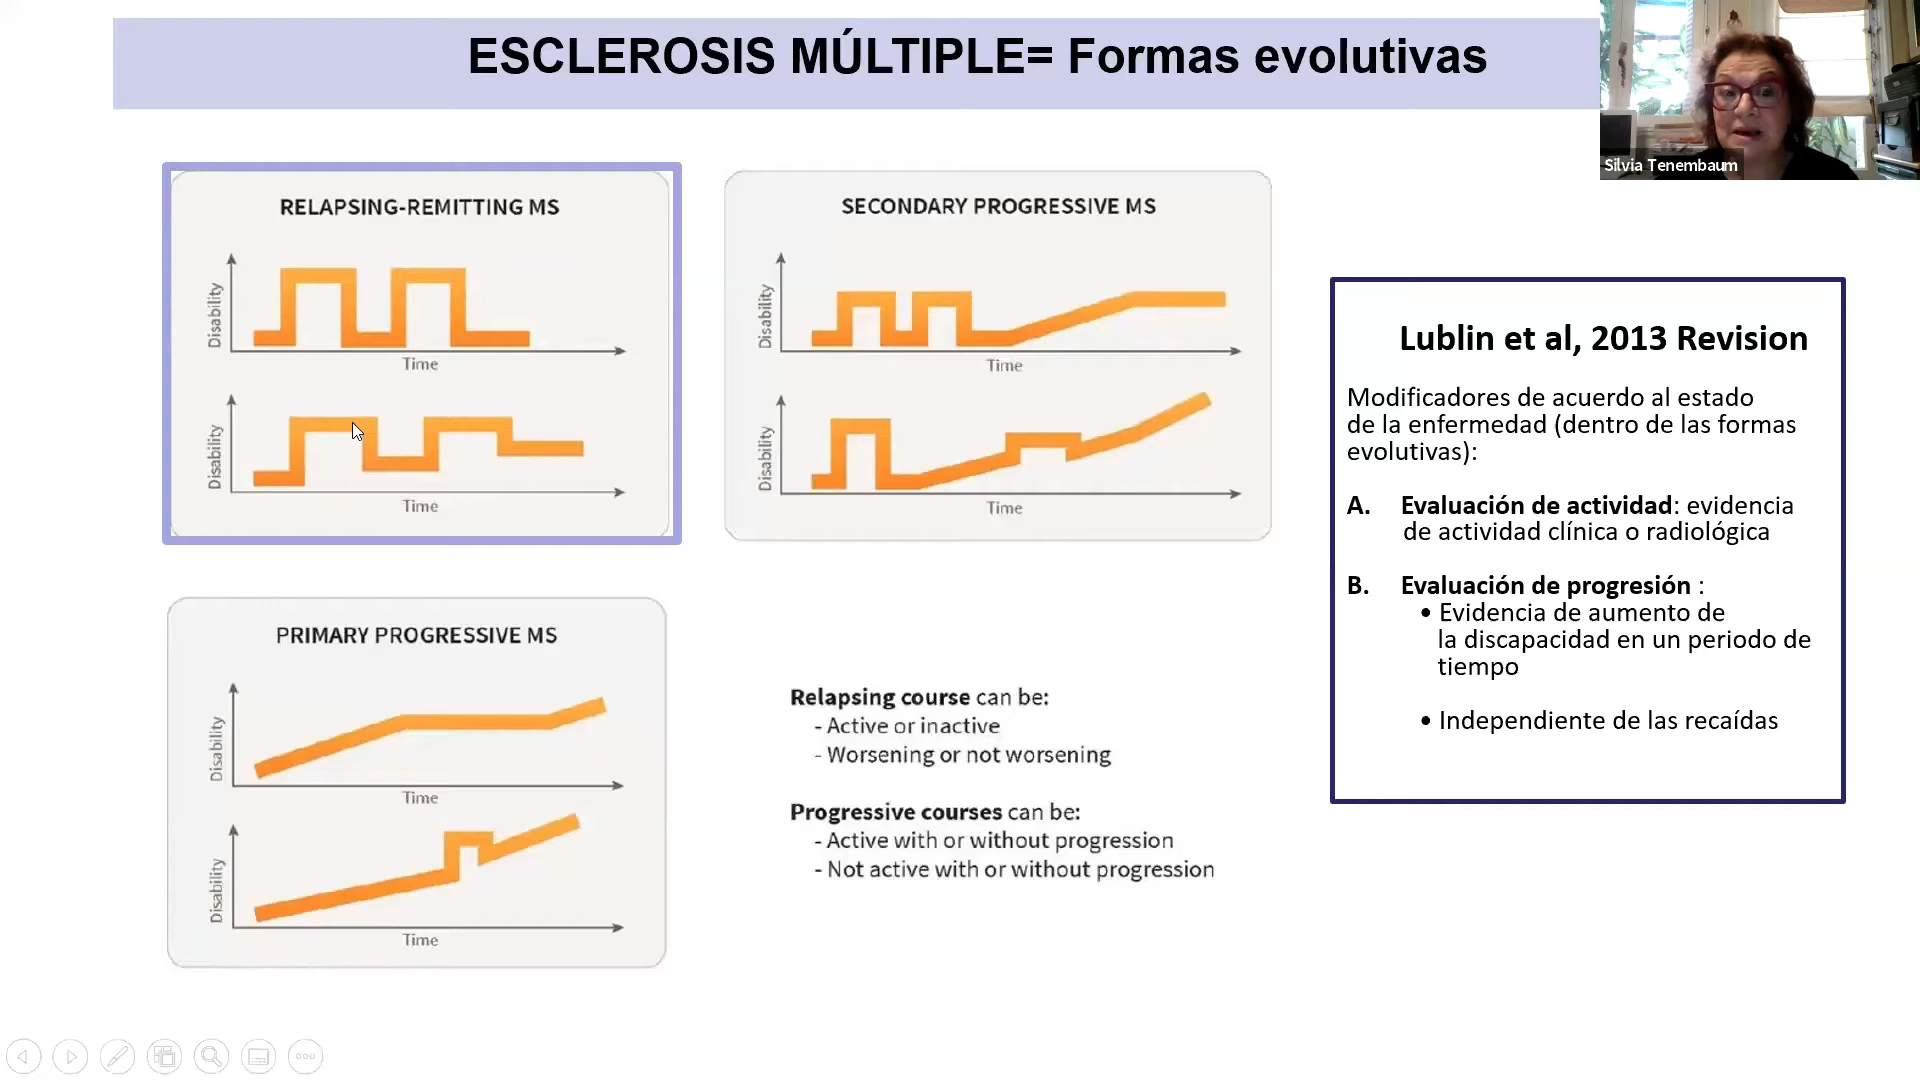 ESCLEROSIS MÚLTIPLE= Formas evolutivas
Silvia Tenembaum
RELAPSING-REMITTING MS
Disability
Time
Disability
Time
SECONDARY PROGRESSIVE MS
Disability
Time
Disability
Time
PRIMARY PROGRESSIVE MS
Disability
Time
Disability
Time
Relapsing course can be:
- Active or inactive
- Worsening or not worsening
Progressive courses can be:
- Active with or without progression
- Not active with or without progression
Lublin et al, 2013 Revision
Modificadores de acuerdo al estado
de la enfermedad (dentro de las formas
evolutivas):
A. Evaluación de actividad: evidencia
de actividad clínica o radiológica
B. Evaluación de progresión :
• Evidencia de aumento de
la discapacidad en un periodo de
tiempo
• Independiente de las recaídas